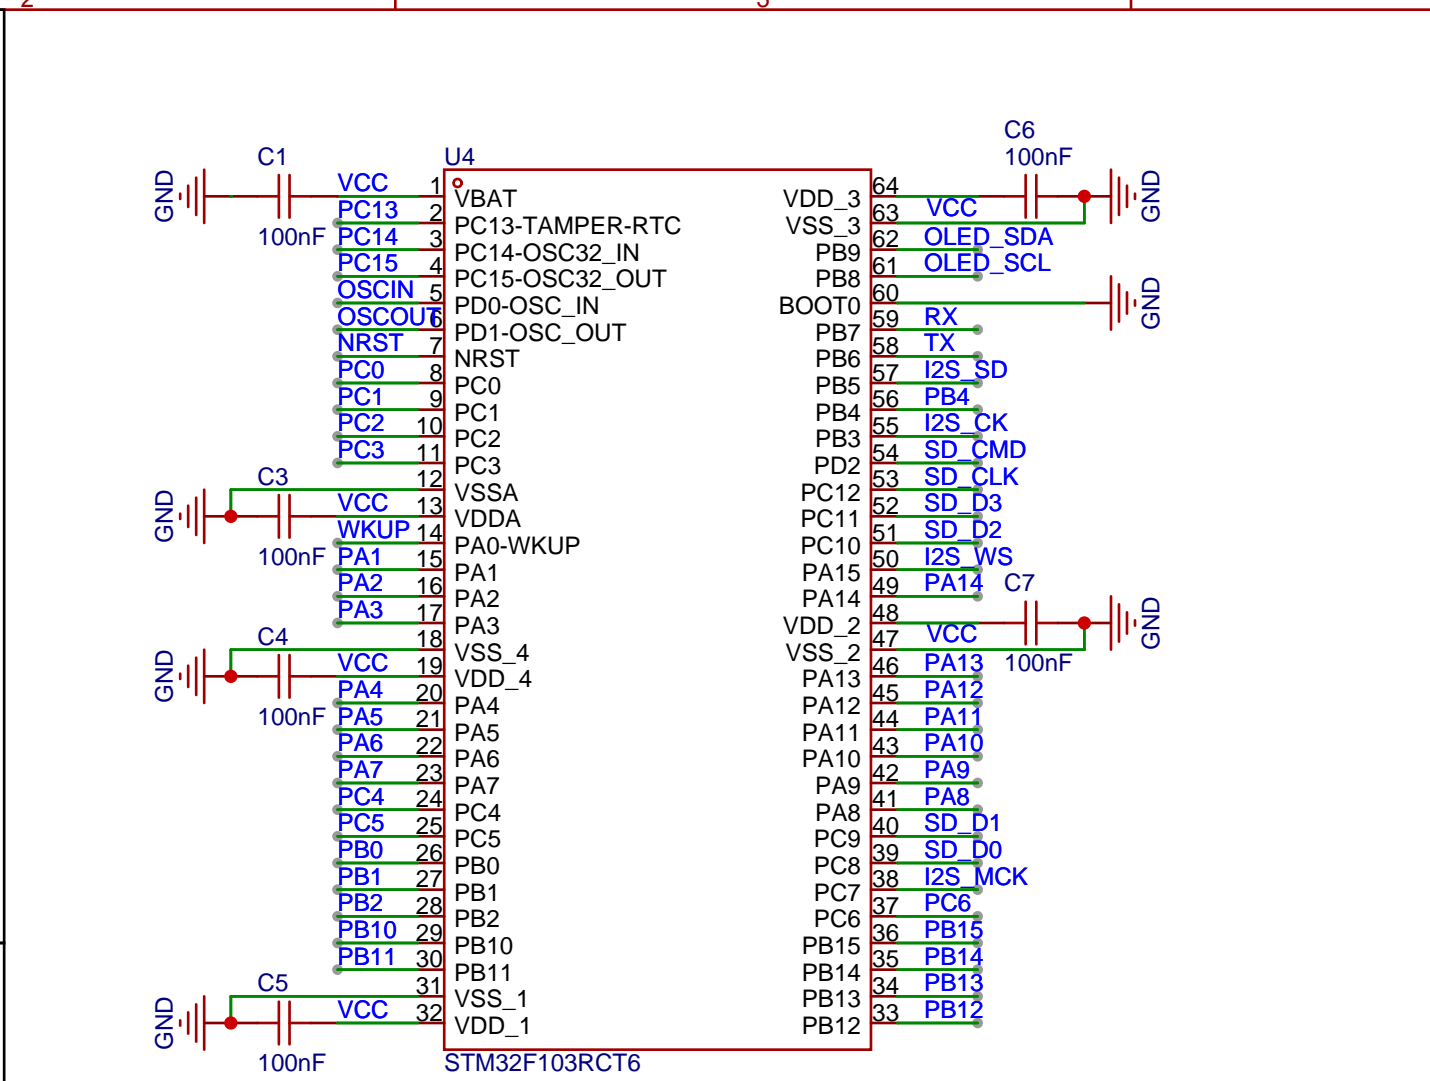 C1
U4
C6
100nF
GND
VCC
1
VBAT
VDD_3
64
GND
PC13
2
PC13-TAMPER-RTC
VSS_3
63
VCC
100nF
PC14
3
PC14-OSC32_IN
PB9
62
OLED_SDA
PC15
4
PC15-OSC32_OUT
PB8
61
OLED_SCL
OSCIN
5
PD0-OSC_IN
BOOT0
60
GND
OSCOUT
6
PD1-OSC_OUT
PB7
59
RX
NRST
7
NRST
PB6
58
TX
PC0
8
PC0
PB5
57
I2S_SD
PC1
9
PC1
PB4
56
PB4
PC2
10
PC2
PB3
55
I2S_CK
PC3
11
PC3
PD2
54
SD_CMD
C3
12
VSSA
PC12
53
SD_CLK
GND
VCC
13
VDDA
PC11
52
SD_D3
100nF
WKUP
14
PA0-WKUP
PC10
51
SD_D2
PA1
15
PA1
PA15
50
I2S_WS
PA2
16
PA2
PA14
49
PA14
C7
PA3
17
PA3
VDD_2
48
GND
C4
18
VSS_4
VSS_2
47
VCC
100nF
GND
VCC
19
VDD_4
PA13
46
PA13
100nF
PA4
20
PA4
PA12
45
PA12
PA5
21
PA5
PA11
44
PA11
PA6
22
PA6
PA10
43
PA10
PA7
23
PA7
PA9
42
PA9
PC4
24
PC4
PA8
41
PA8
PC5
25
PC5
PC9
40
SD_D1
PB0
26
PB0
PC8
39
SD_D0
PB1
27
PB1
PC7
38
I2S_MCK
PB2
28
PB2
PC6
37
PC6
PB10
29
PB10
PB15
36
PB15
PB11
30
PB11
PB14
35
PB14
C5
31
VSS_1
PB13
34
PB13
GND
VCC
32
VDD_1
PB12
33
PB12
100nF
STM32F103RCT6